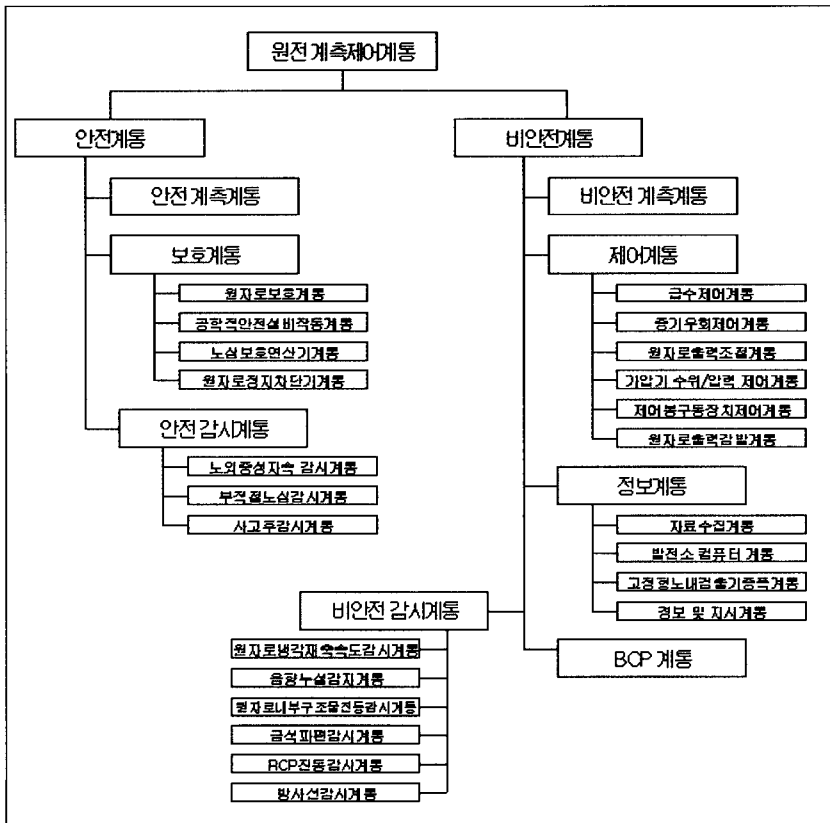 원전 계측제어계통
안전계통
안전 계측계통
보호계통
원자로보호계통
공학적안전설비작동계통
노심보호연산기계통
원자로정지차단기계통
안전 감시계통
노외중성자속 감시계통
부적절노심감시계통
사고후감시계통
비안전계통
비안전 계측계통
제어계통
급수제어계통
증기우회제어계통
원자로출력조절계통
가압기 수위/압력 제어계통
제어봉구동장치제어계통
원자로출력감발계통
정보계통
자료수집계통
발전소 컴퓨터 계통
고정형노내검출기증폭계통
경보 및 지시계통
비안전 감시계통
원자로냉각재축속도감시계통
음향누설감지계통
원자로내부구조물진동감시계통
금속파편감시계통
RCP진동감시계통
방사선감시계통
BOP 계통